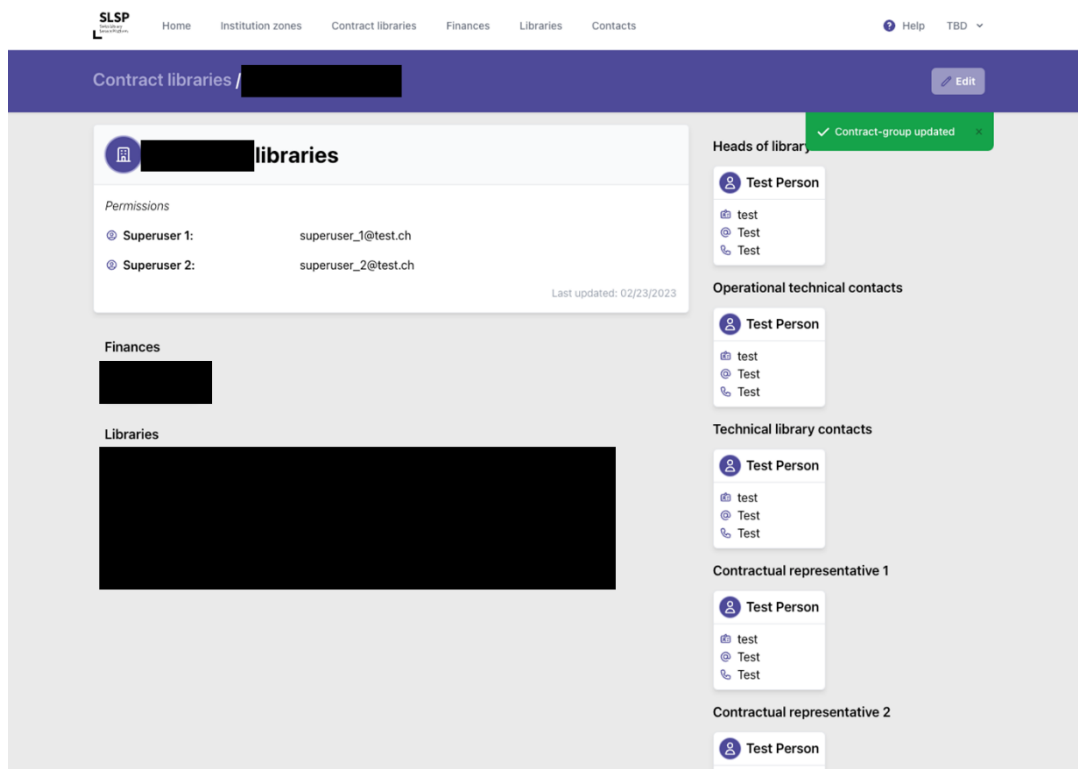 SLSP
Home
Institution zones
Contract libraries
Finances
Libraries
Contacts
Help
TBD
Contract libraries /
Edit
Contract-group updated
libraries
Permissions
Superuser 1:
superuser_1@test.ch
Superuser 2:
superuser_2@test.ch
Last updated: 02/23/2023
Finances
Libraries
Heads of library
Test Person
test
Test
Test
Operational technical contacts
Test Person
test
Test
Test
Technical library contacts
Test Person
test
Test
Test
Contractual representative 1
Test Person
test
Test
Test
Contractual representative 2
Test Person